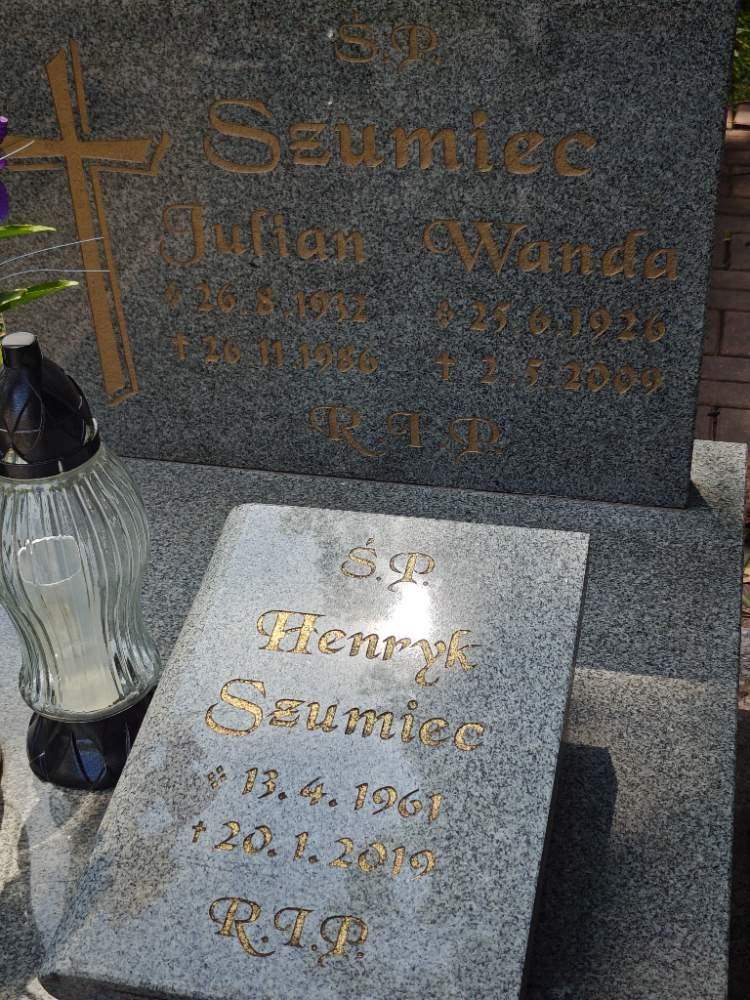 Ś.P.
Szumiec
Julian Wanda
* 26.8.1932 * 25.6.1926
† 26.11.1986 † 2.5.2009
R.I.P.
Ś.P.
Henryk
Szumiec
* 13.4.1961
† 20.1.2019
R.I.P.